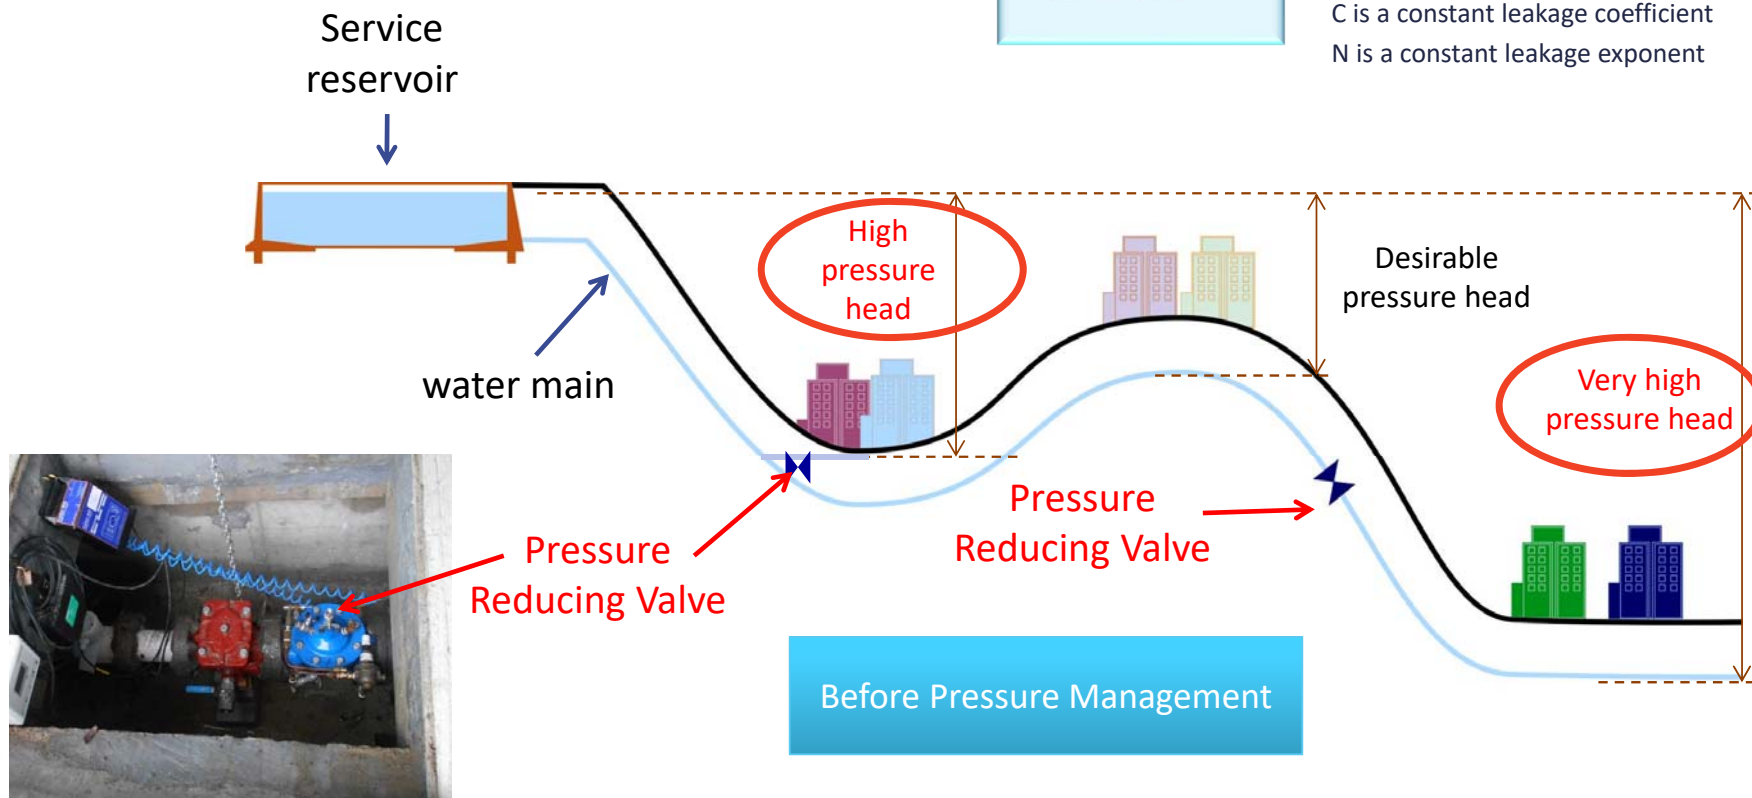 C is a constant leakage coefficient
N is a constant leakage exponent
Service
reservoir
High
pressure
head
Desirable
pressure head
water main
Very high
pressure head
Pressure
Reducing Valve
Pressure
Reducing Valve
Before Pressure Management